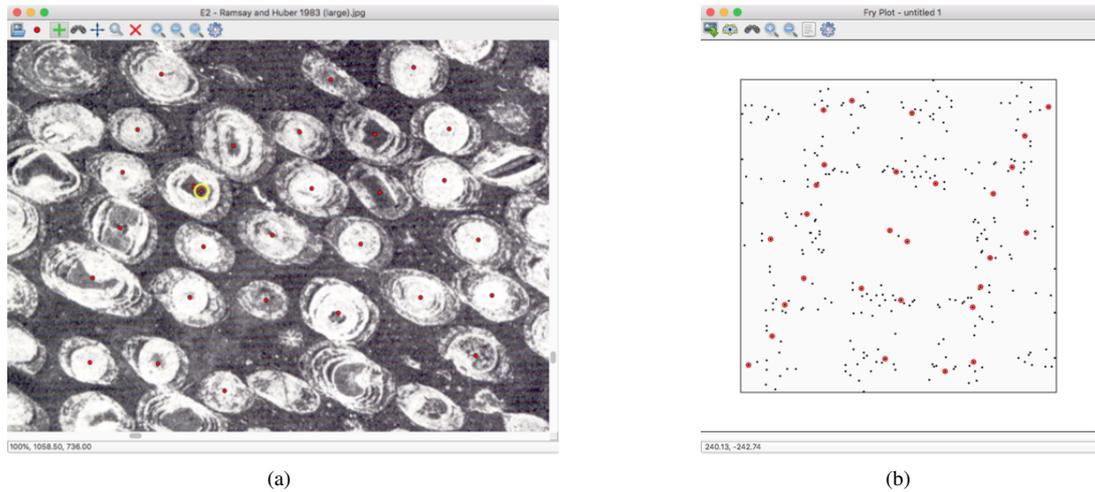 E2 - Ramsay and Huber 1983 (large).jpg
Fry Plot - untitled 1
100%, 1058.50, 736.00
240.13, -242.74
(a)
(b)